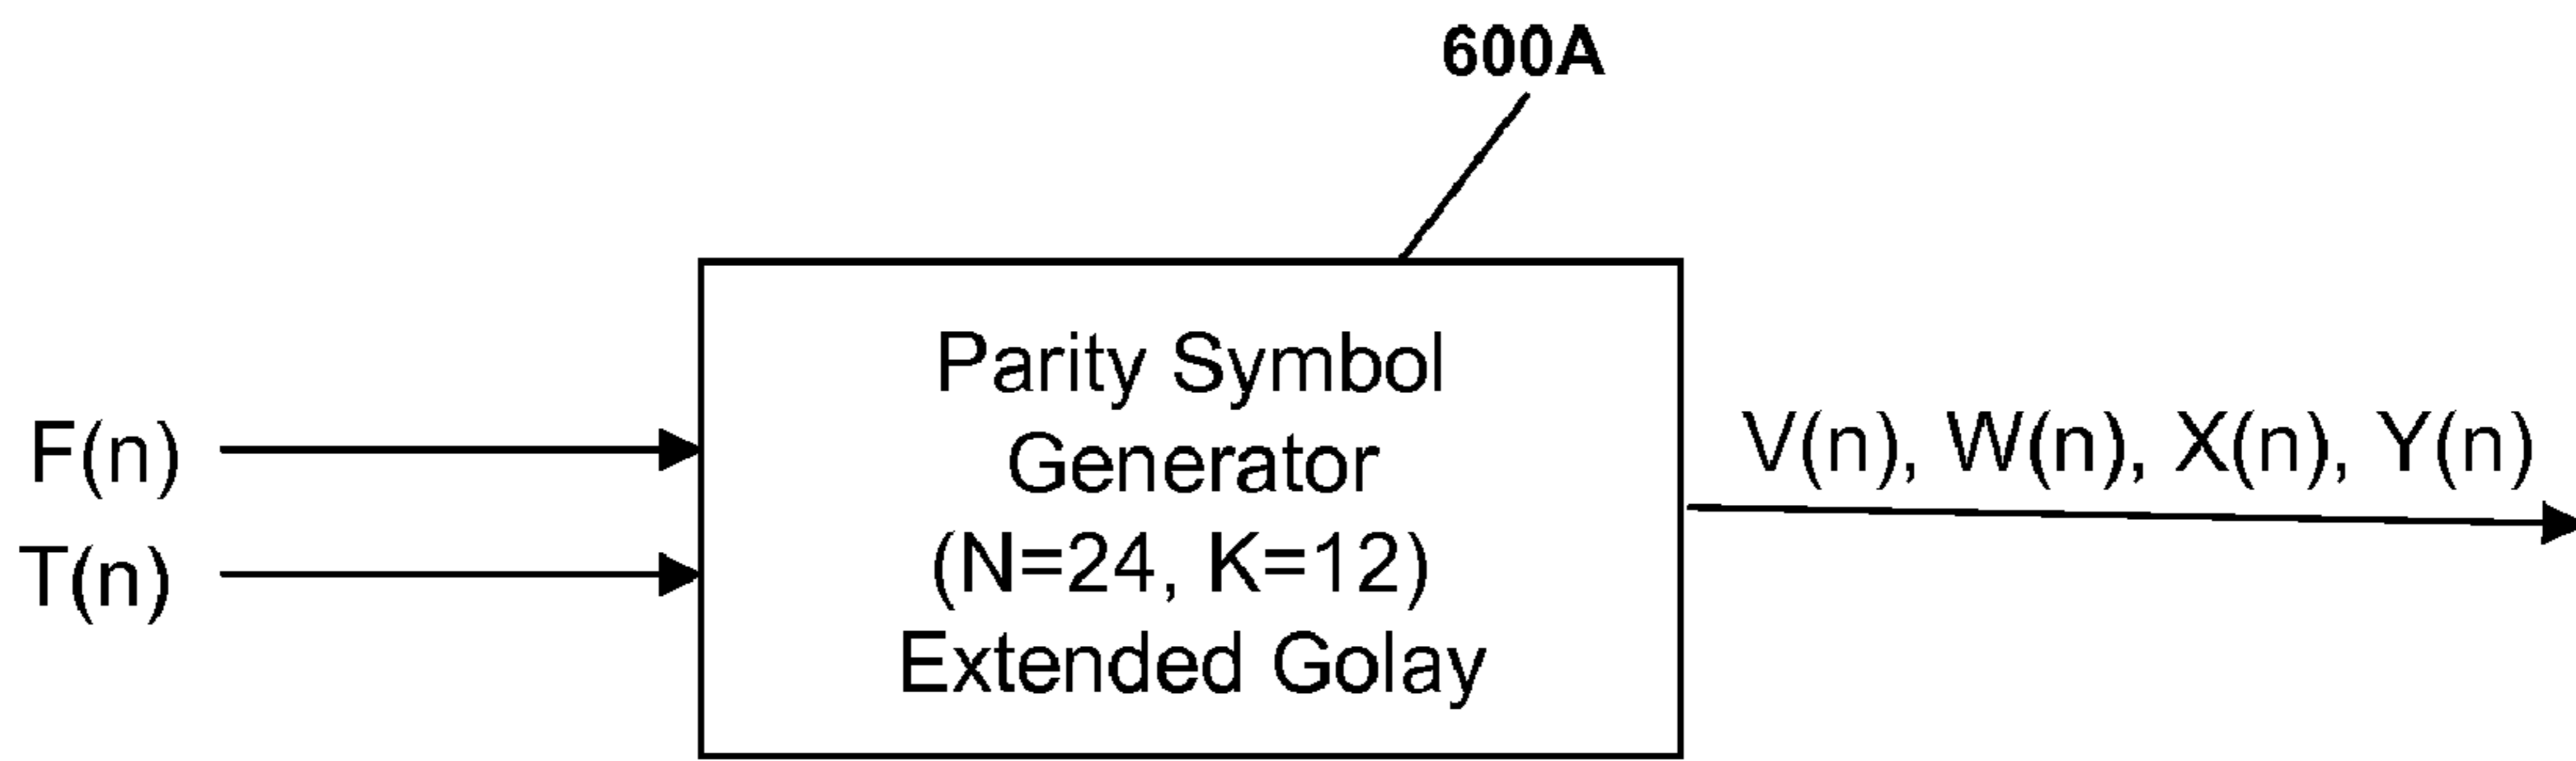 600A
Parity Symbol
Generator
(N=24, K=12)
Extended Golay
F(n)
T(n)
V(n), W(n), X(n), Y(n)